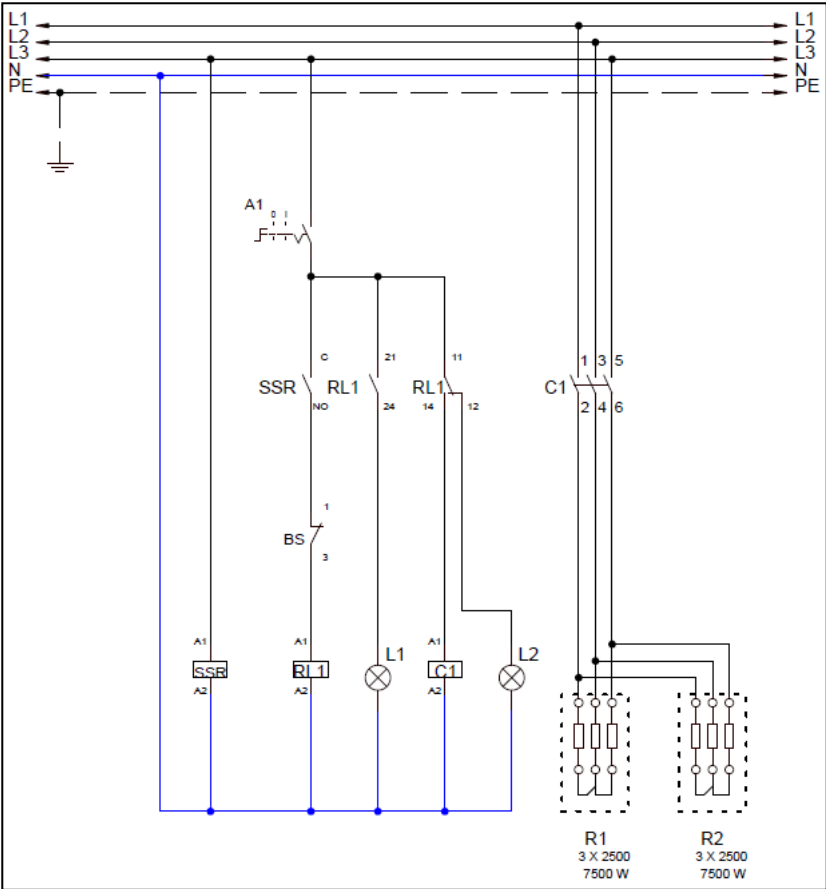 L1 L1
L2 L2
L3 L3
N N
PE PE
A1
0 I
C 21 11 1 3 5
SSR RL1 RL1 C1
NO 24 14 12 2 4 6
1
BS
3
A1 A1 A1
L1 L2
SSR RL1 C1
A2 A2 A2
R1 R2
3 X 2500 3 X 2500
7500 W 7500 W